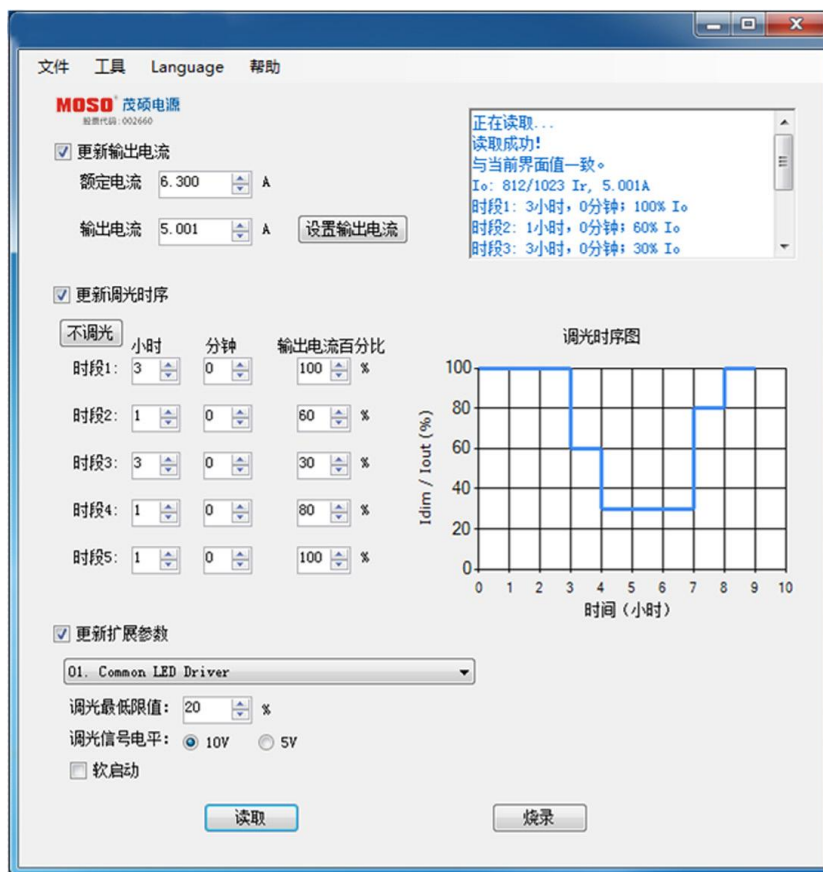 文件 工具 Language 帮助
MOSO® 茂硕电源
股票代码:002660
正在读取...
读取成功!
与当前界面值一致。
Io: 812/1023 Ir, 5.001A
时段1: 3小时，0分钟; 100% Io
时段2: 1小时，0分钟; 60% Io
时段3: 3小时，0分钟; 30% Io
更新输出电流
额定电流 6.300 A
输出电流 5.001 A 设置输出电流
更新调光时序
不调光
小时 分钟 输出电流百分比
时段1: 3 0 100 %
时段2: 1 0 60 %
时段3: 3 0 30 %
时段4: 1 0 80 %
时段5: 1 0 100 %
调光时序图
Idim / Iout (%)
100
80
60
40
20
0
0 1 2 3 4 5 6 7 8 9 10
时间 (小时)
更新扩展参数
01. Common LED Driver
调光最低限值: 20 %
调光信号电平: 10V 5V
软启动
读取 烧录